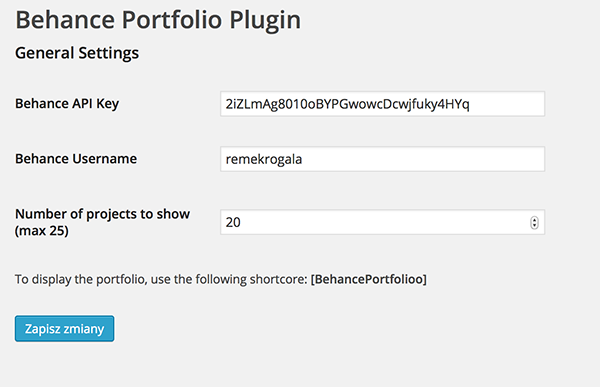 Behance Portfolio Plugin
General Settings
Behance API Key
2iZLmAg8010oBYPGwowcDcwjfuky4HYq
Behance Username
remekrogala
Number of projects to show
(max 25)
20
To display the portfolio, use the following shortcore: [BehancePortfolioo]
Zapisz zmiany